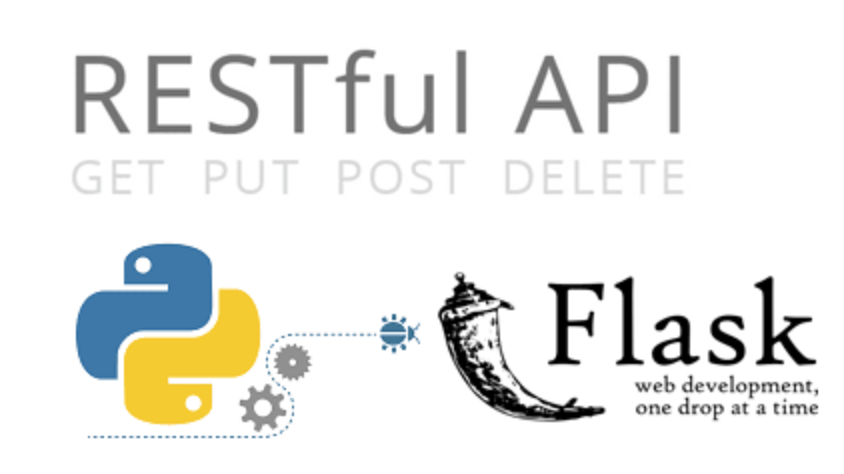 RESTful API
GET PUT POST DELETE
Flask
web development,
one drop at a time